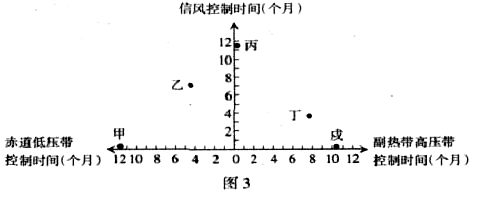 信风控制时间(个月)
12 丙
10
乙 8
6
4 丁
2
甲 戌
赤道低压带 副热带高压带
控制时间(个月) 12 10 8 6 4 2 0 2 4 6 8 10 12 控制时间(个月)
图3